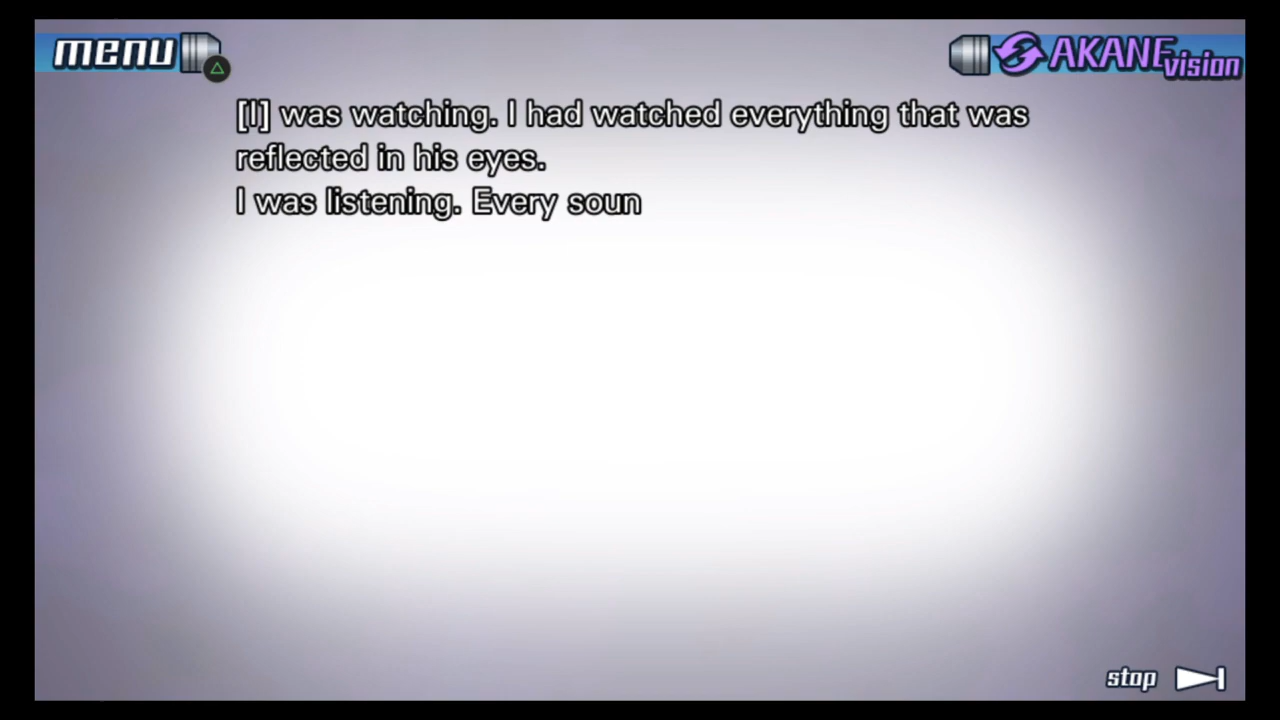 menu
AKANE vision
[I] was watching. I had watched everything that was
reflected in his eyes.
I was listening. Every soun
stop